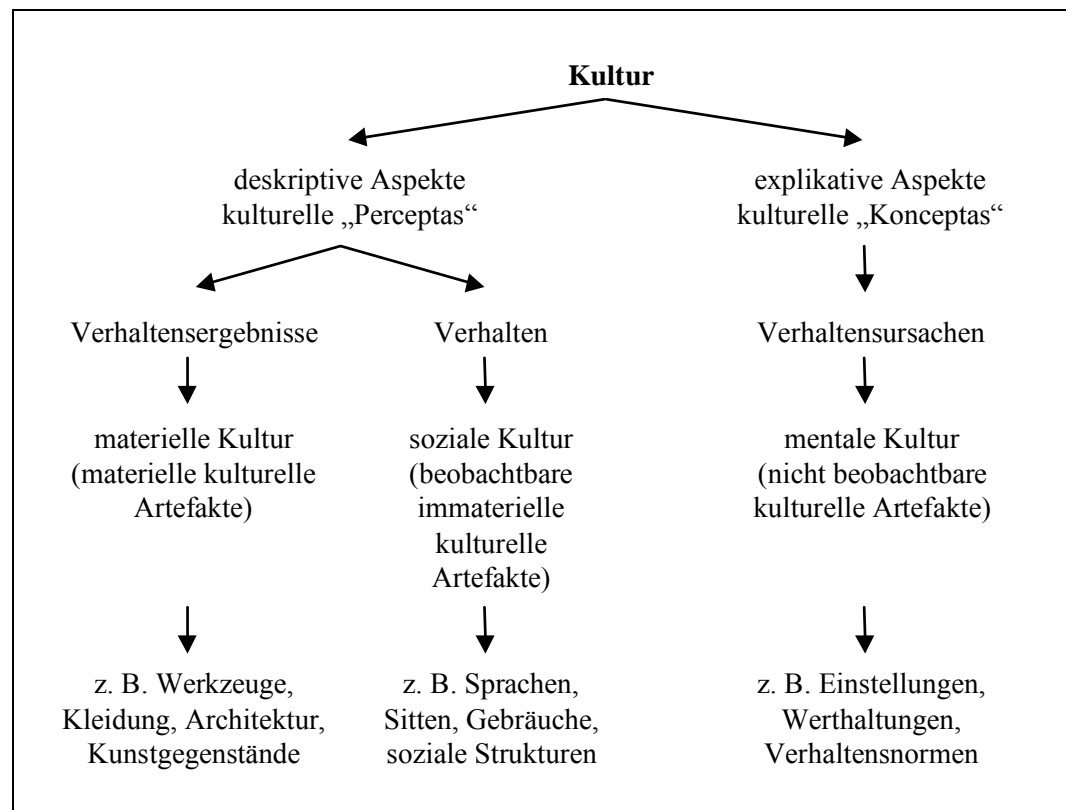 Kultur
deskriptive Aspekte
kulturelle „Perceptas“
explikative Aspekte
kulturelle „Konceptas“
Verhaltensergebnisse
Verhalten
Verhaltensursachen
materielle Kultur
(materielle kulturelle
Artefakte)
soziale Kultur
(beobachtbare
immaterielle
kulturelle
Artefakte)
mentale Kultur
(nicht beobachtbare
kulturelle Artefakte)
z. B. Werkzeuge,
Kleidung, Architektur,
Kunstgegenstände
z. B. Sprachen,
Sitten, Gebräuche,
soziale Strukturen
z. B. Einstellungen,
Werthaltungen,
Verhaltensnormen